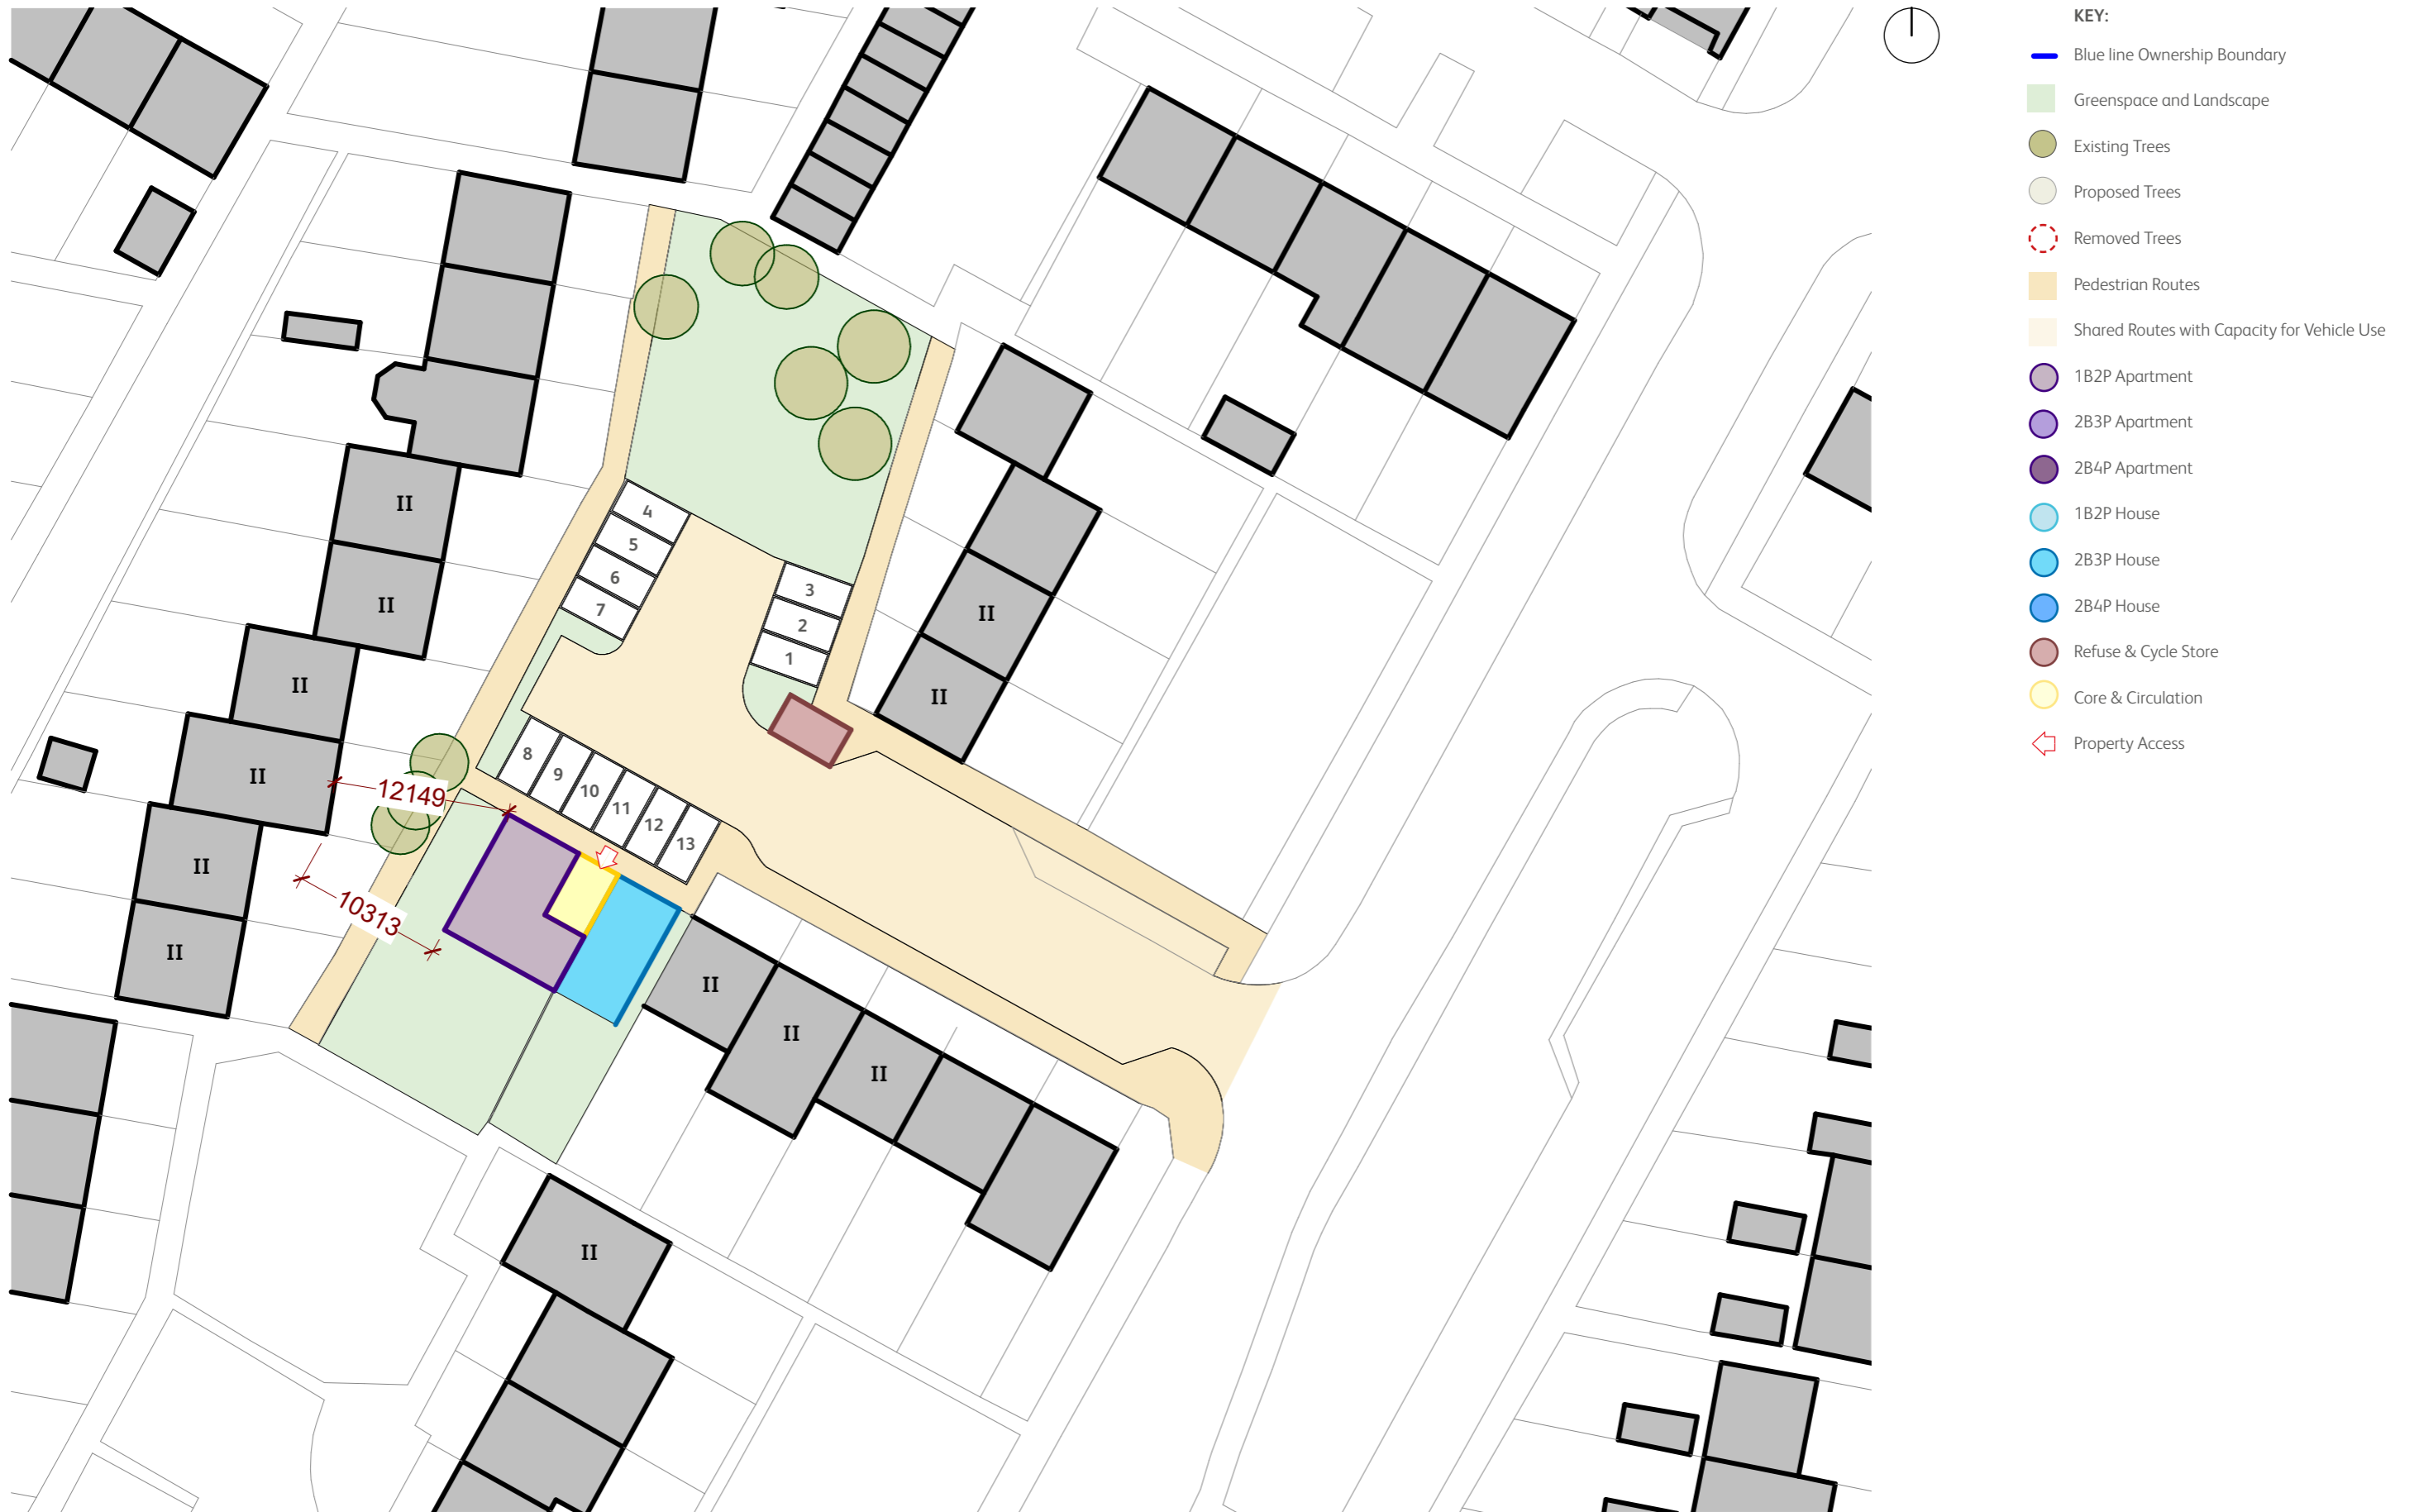 KEY:
Blue line Ownership Boundary
Greenspace and Landscape
Existing Trees
Proposed Trees
Removed Trees
Pedestrian Routes
Shared Routes with Capacity for Vehicle Use
1B2P Apartment
2B3P Apartment
2B4P Apartment
1B2P House
2B3P House
2B4P House
Refuse & Cycle Store
Core & Circulation
Property Access
II
4
5
6
7
II
3
2
1
II
II
II
II
8
9
10
11
12
13
II
12149
II
10313
II
II
II
II
II